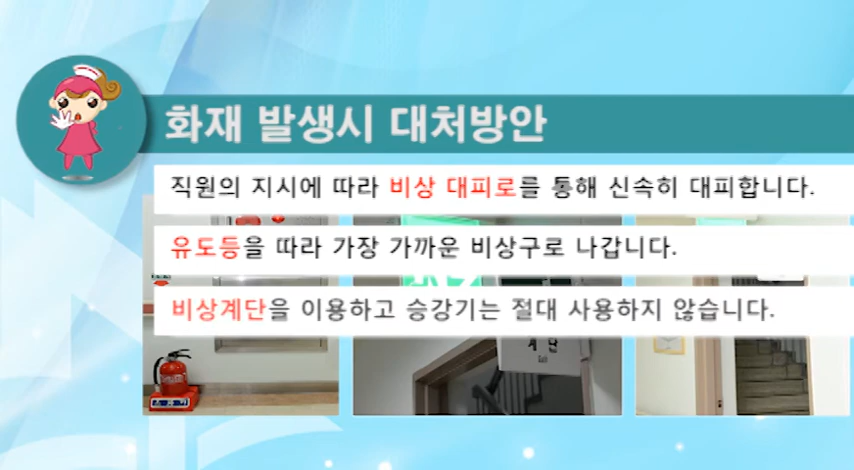 화재 발생시 대처방안
직원의 지시에 따라 비상 대피로를 통해 신속히 대피합니다.
유도등을 따라 가장 가까운 비상구로 나갑니다.
비상계단을 이용하고 승강기는 절대 사용하지 않습니다.
계단